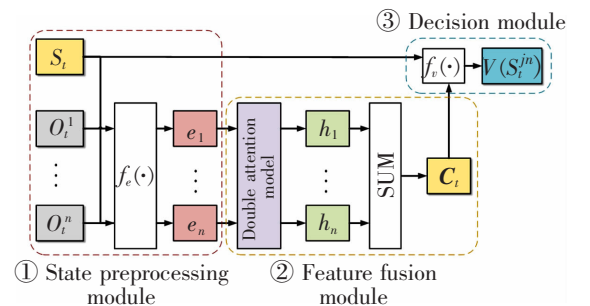 ③ Decision module
S_t
f_v(·)
V(S_t^{jn})
O_t^1
f_e(·)
e_1
Double attention
model
h_1
SUM
C_t
O_t^n
e_n
h_n
① State preprocessing
module
② Feature fusion
module